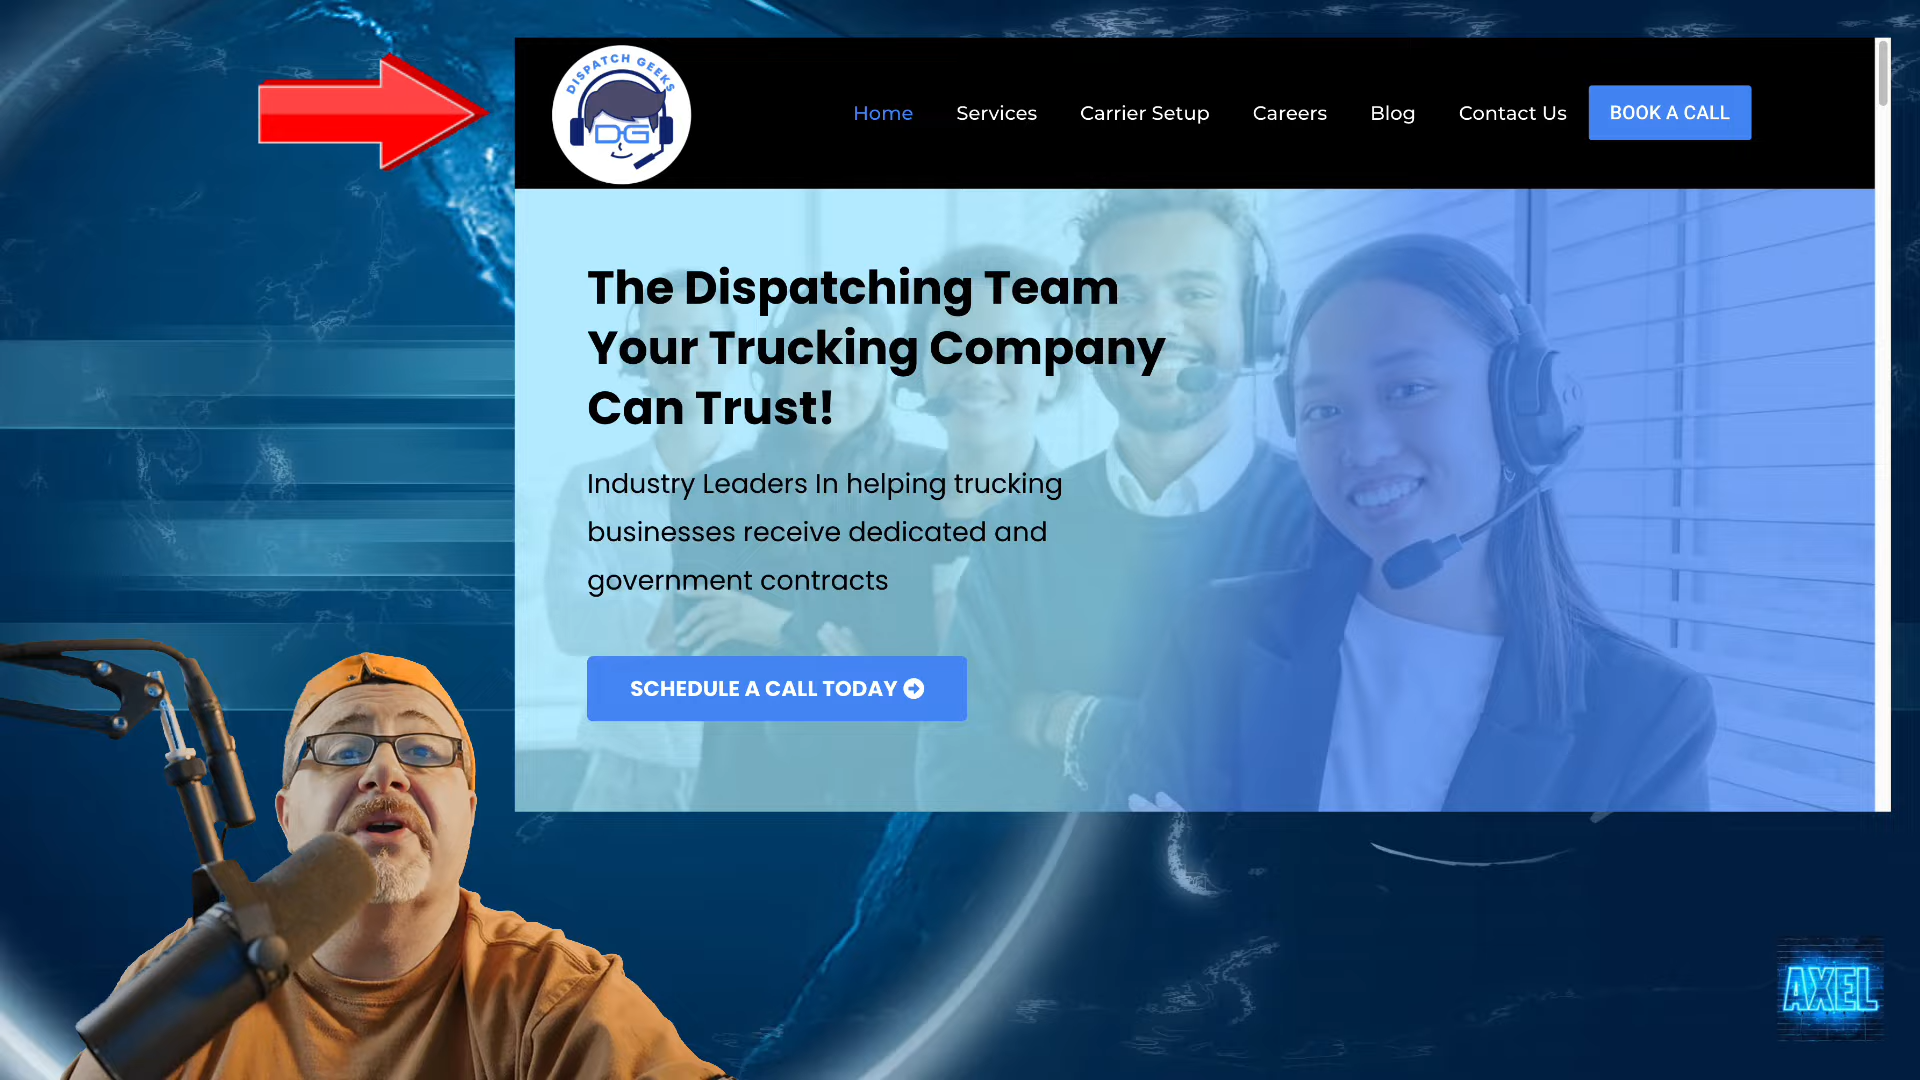 DISPATCH GEEKS
DG
Home Services Carrier Setup Careers Blog Contact Us BOOK A CALL
The Dispatching Team
Your Trucking Company
Can Trust!
Industry Leaders In helping trucking
businesses receive dedicated and
government contracts
SCHEDULE A CALL TODAY
AXEL